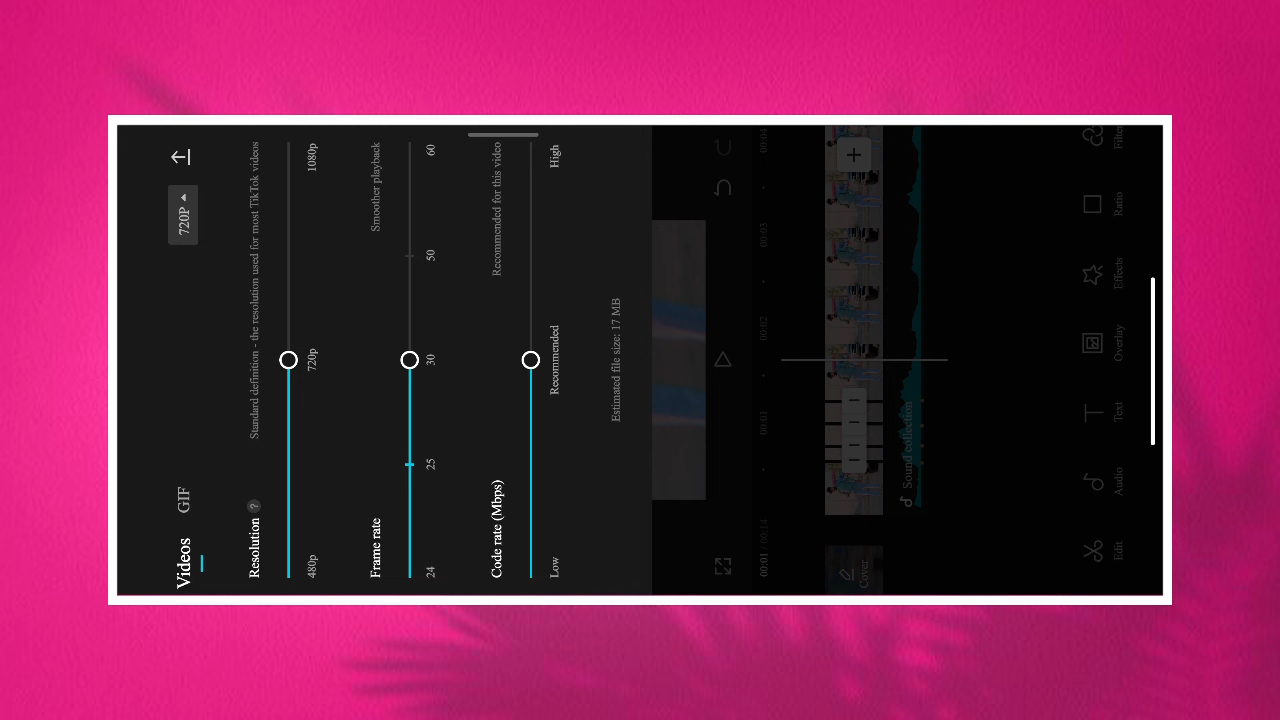 720P
Videos GIF
Resolution ? Standard definition - the resolution used for most TikTok videos
480p 720p 1080p
Frame rate Smoother playback
24 25 30 50 60
Code rate (Mbps) Recommended for this video
Low Recommended High
Estimated file size: 17 MB
00:01 / 00:14 00:01 00:02 00:03 00:04
Cover
Sound collection
Edit Audio Text Overlay Effects Ratio Filter